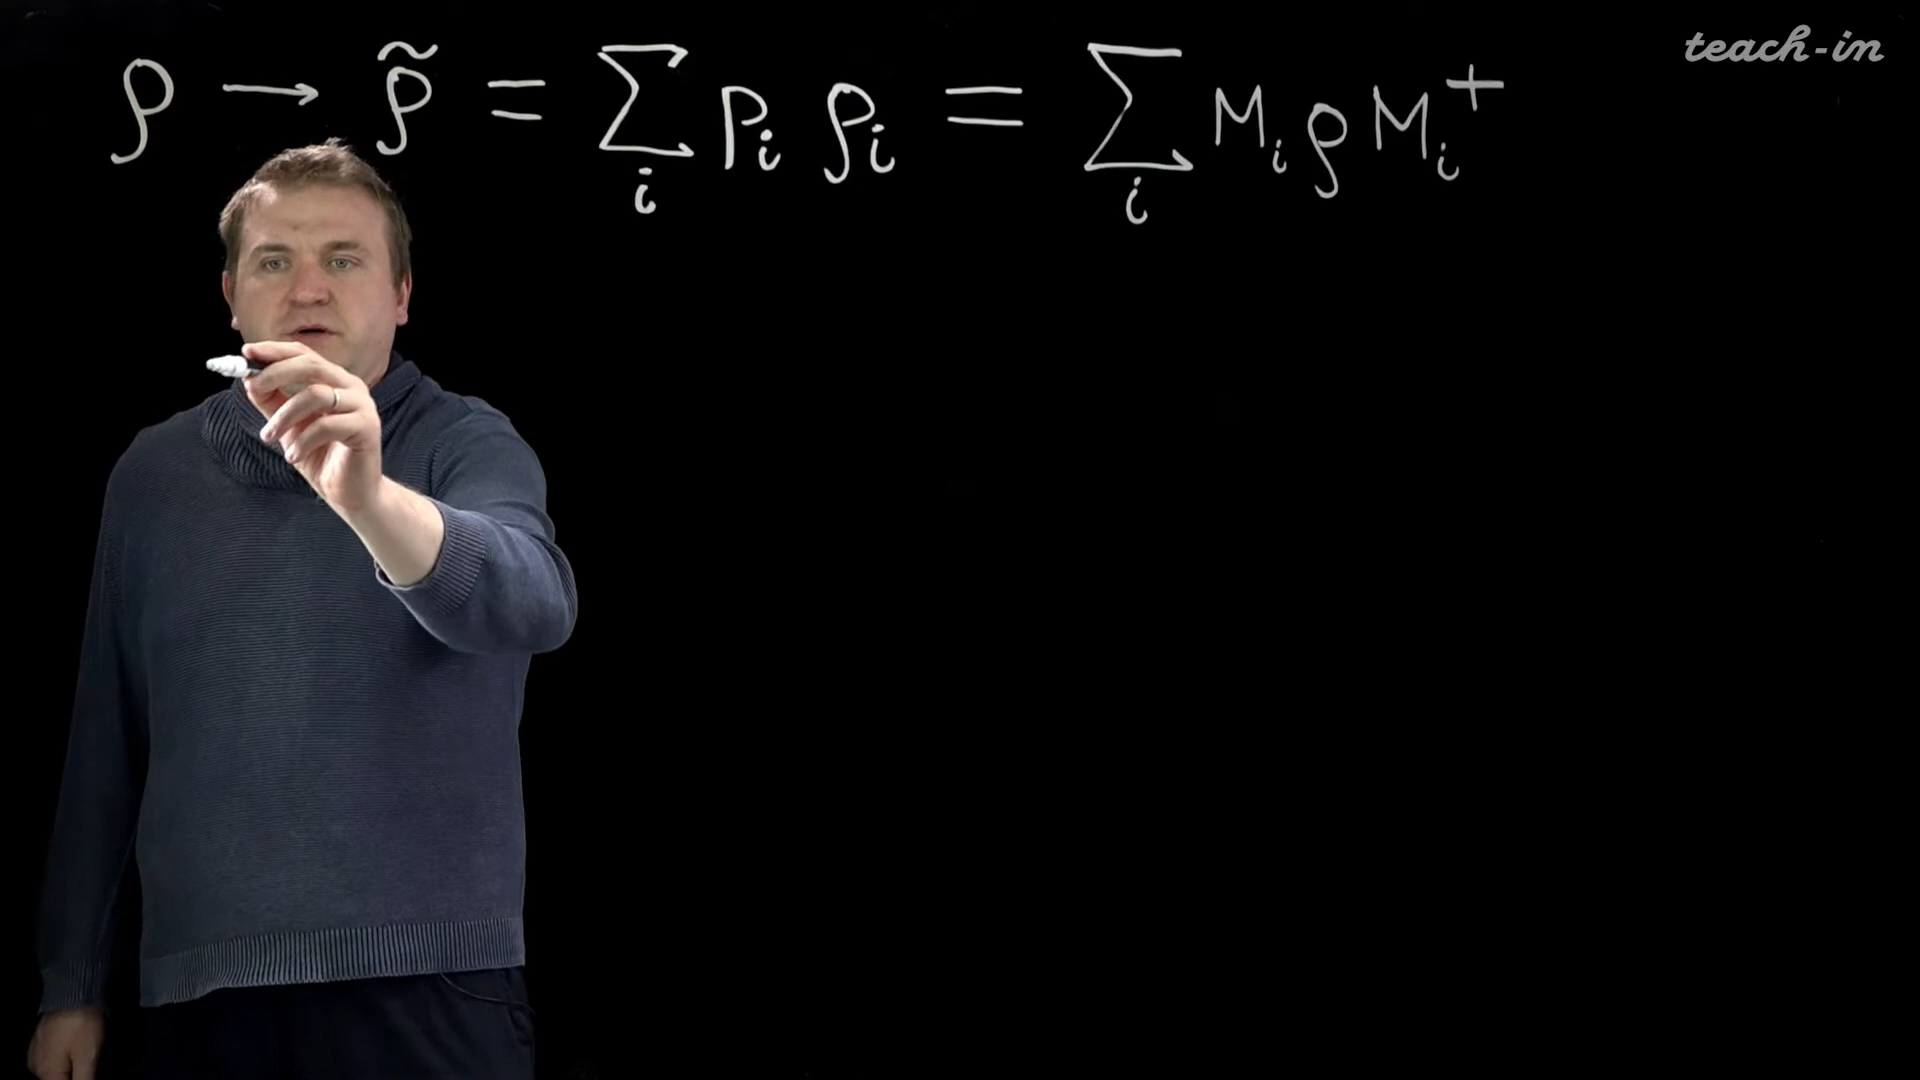 ρ → ρ̃ = ∑ᵢ pᵢ ρᵢ = ∑ᵢ Mᵢ ρ Mᵢ⁺
teach-in